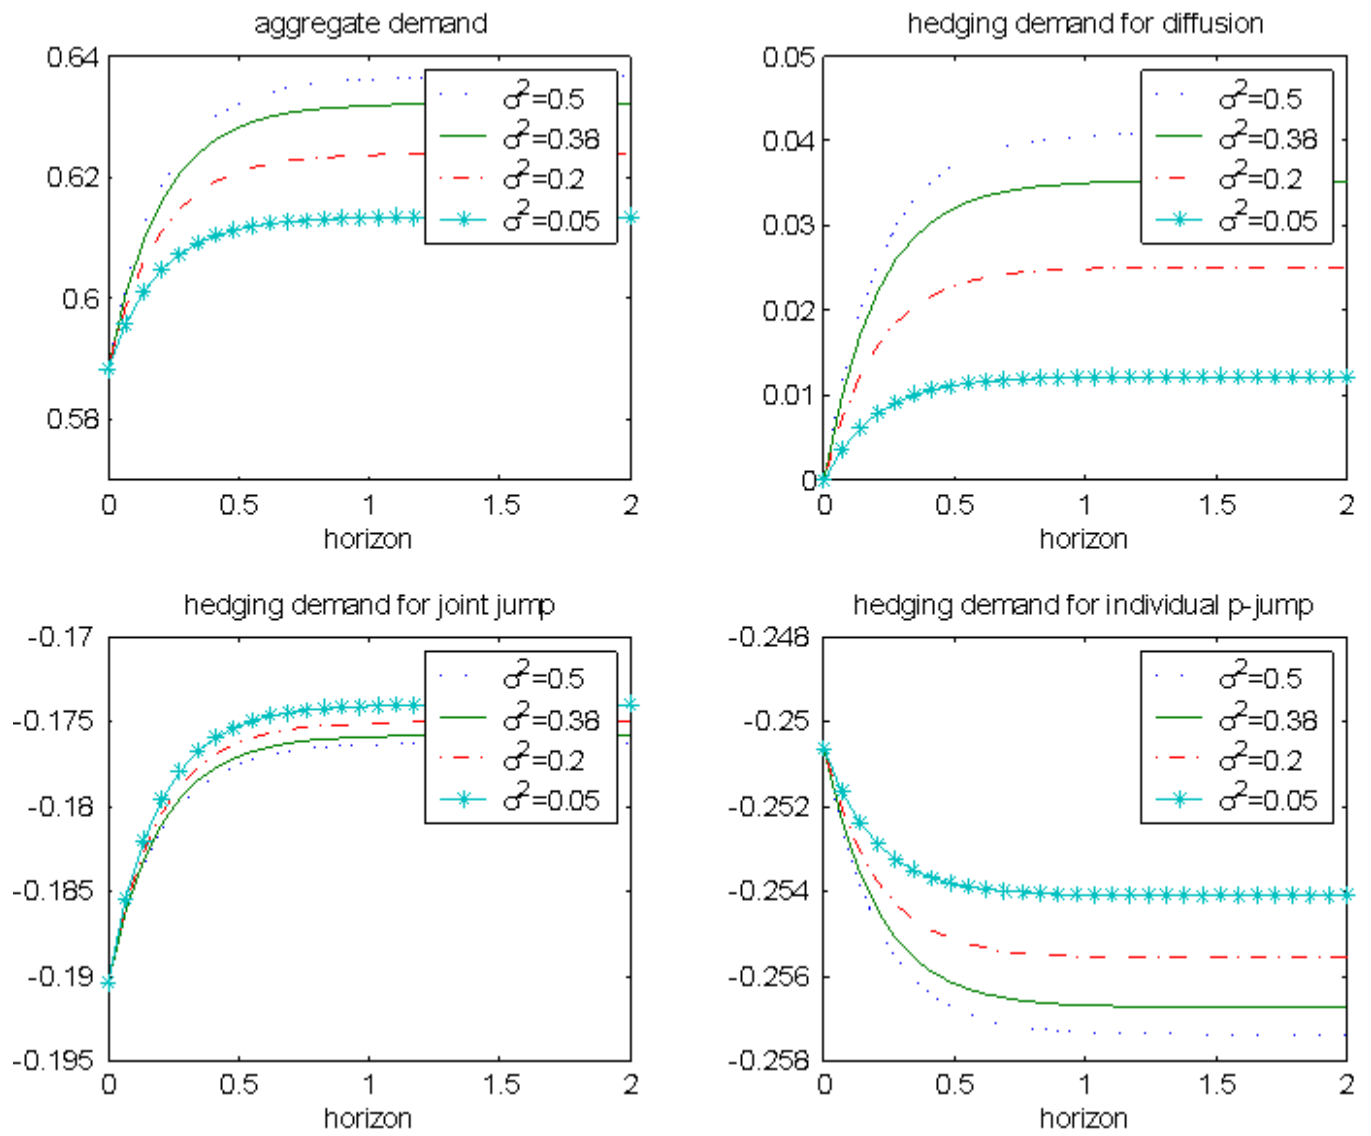 aggregate demand
0.64
0.62
0.6
0.58
σ²=0.5
σ²=0.38
σ²=0.2
σ²=0.05
0 0.5 1 1.5 2
horizon
hedging demand for diffusion
0.05
0.04
0.03
0.02
0.01
0
σ²=0.5
σ²=0.38
σ²=0.2
σ²=0.05
0 0.5 1 1.5 2
horizon
hedging demand for joint jump
-0.17
-0.175
-0.18
-0.185
-0.19
-0.195
σ²=0.5
σ²=0.38
σ²=0.2
σ²=0.05
0 0.5 1 1.5 2
horizon
hedging demand for individual p-jump
-0.248
-0.25
-0.252
-0.254
-0.256
-0.258
σ²=0.5
σ²=0.38
σ²=0.2
σ²=0.05
0 0.5 1 1.5 2
horizon